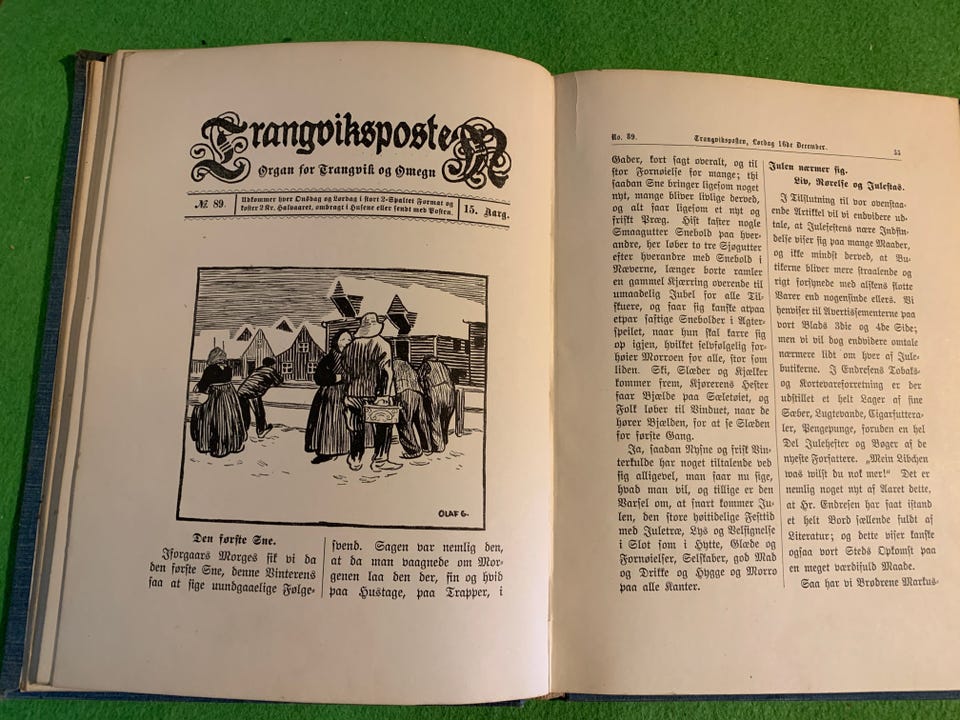 Trangviksposten
Organ for Trangvik og Omegn
№ 89.
Udkommer hver Onsdag og Lørdag i stort 2-Spaltet Format og
koster 2 Kr. Halvaaret, ombragt i Husene eller sendt med Posten.
15. Aarg.
OLAF G.
Den første Sne.
Iforgaars Morges fik vi da
den første Sne, denne Vinterens
saa at sige uundgaaelige Følge-
svend. Sagen var nemlig den,
at da man vaagnede om Mor-
genen laa den der, fin og hvid
paa Hustage, paa Trapper, i
No. 89.
Trangviksposten, Lørdag 16de December.
55
Gader, kort sagt overalt, og til
stor Fornøielse for mange; thi
saadan Sne bringer ligesom noget
nyt, mange bliver livlige derved,
og alt faar ligesom et nyt og
friskt Præg. Hist kaster nogle
Smaagutter Snebold paa hver-
andre, her løber to tre Sjøgutter
efter hverandre med Snebold i
Næverne, længer borte ramler
en gammel Kjærring overende til
umaadelig Jubel for alle Til-
skuere, og faar sig kanske atpaa
etpar saftige Snebolder i Agter-
speilet, naar hun skal karre sig
op igjen, hvilket selvfølgelig for-
høier Morroen for alle, stor som
liden. Ski, Slæder og Kjælker
kommer frem, Kjørerens Hester
faar Bjælde paa Sæletøiet, og
Folk løber til Vinduet, naar de
hører Bjælden, for at se Slæden
for første Gang.
Ja, saadan Nysne og frisk Vin-
terkulde har noget tiltalende ved
sig alligevel, man faar nu sige,
hvad man vil, og tillige er den
Varsel om, at snart kommer Ju-
len, den store høitidelige Festtid
med Juletræ, Lys og Velsignelse
i Slot som i Hytte, Glæde og
Fornøielser, Selskaber, god Mad
og Drikke og Hygge og Morro
paa alle Kanter.
Julen nærmer sig.
Liv, Rørelse og Julestas.
I Tilslutning til vor ovenstaa-
ende Artikkel vil vi endvidere ud-
tale, at Julefestens nære Indfin-
delse viser sig paa mange Maader,
og ikke mindst derved, at Bu-
tikerne bliver mere straalende og
rigt forsynede med alskens flotte
Varer end nogensinde ellers. Vi
henviser til Avertissementerne paa
vort Blads 3die og 4de Side;
men vi vil dog endvidere omtale
nærmere lidt om hver af Jule-
butikerne. I Endresens Tobaks-
og Kortevareforretning er der
udstillet et helt Lager af fine
Sæber, Lugtevande, Cigarfuttera-
ler, Pengepunge, foruden en hel
Del Julehefter og Bøger af de
nyeste Forfattere. „Mein Libchen
was wilst du nok mer!“ Det er
nemlig noget nyt af Aaret dette,
at Hr. Endresen har faat istand
et helt Bord sællende fuldt af
Literatur; og dette viser kanske
ogsaa vort Steds Opkomst paa
en meget værdifuld Maade.
Saa har vi Brødrene Markus-